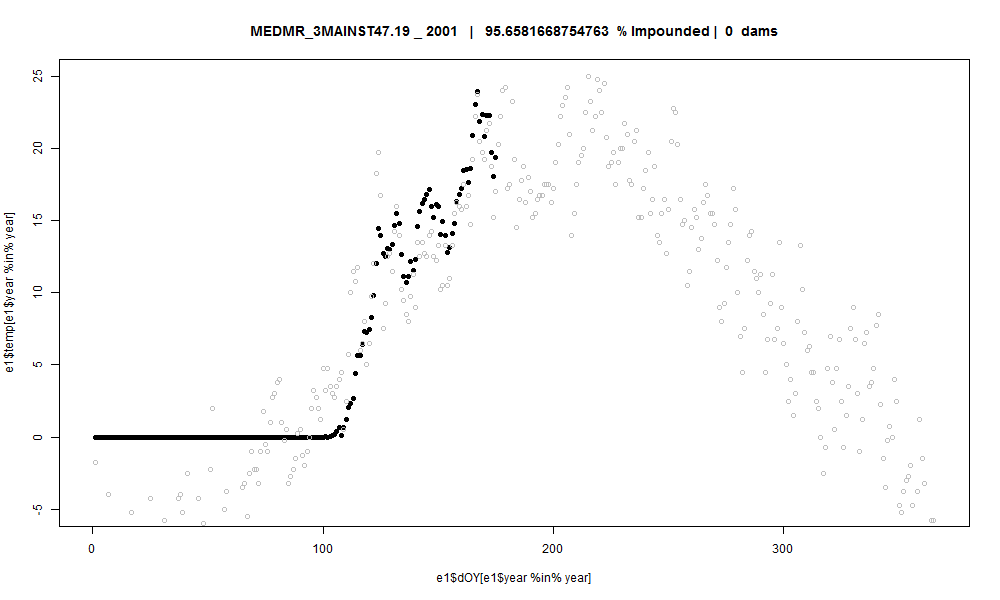 MEDMR_3MAINST47.19 _ 2001 | 95.6581668754763 % Impounded | 0 dams
e1$temp[e1$year %in% year]
25
20
15
10
5
0
-5
0 100 200 300
e1$dOY[e1$year %in% year]